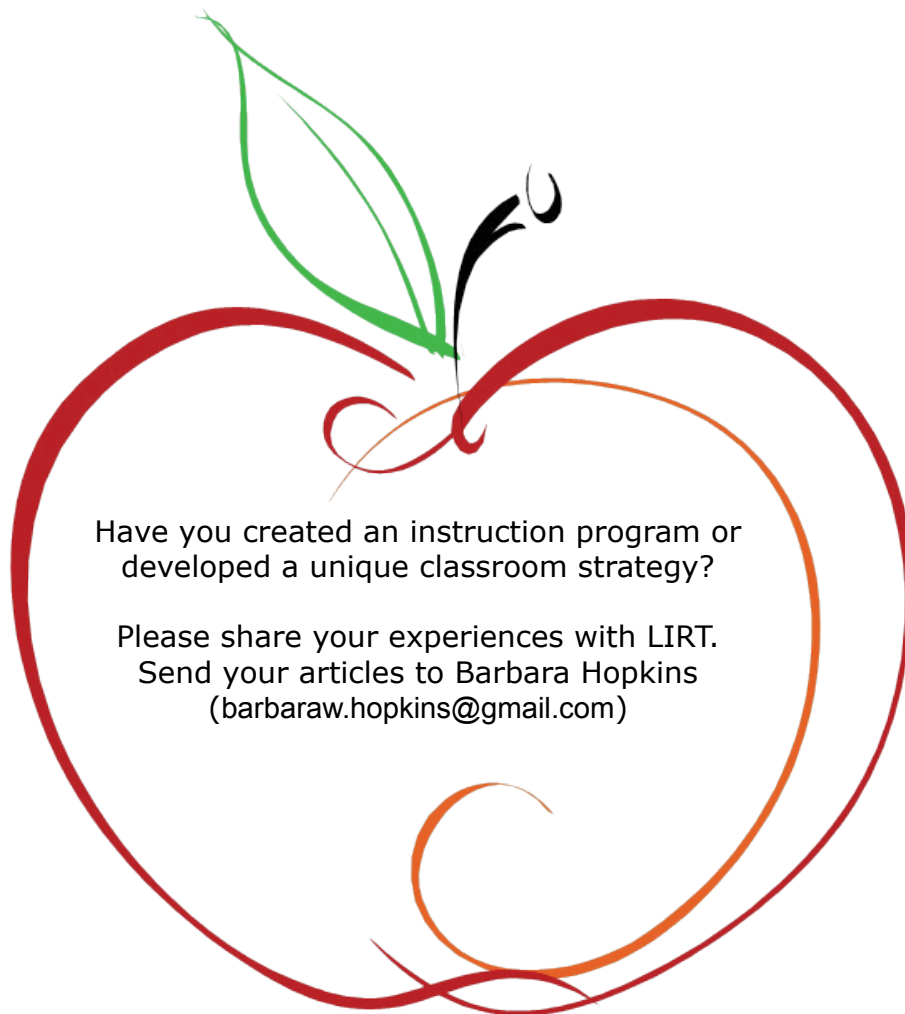 Have you created an instruction program or
developed a unique classroom strategy?
Please share your experiences with LIRT.
Send your articles to Barbara Hopkins
(barbaraw.hopkins@gmail.com)